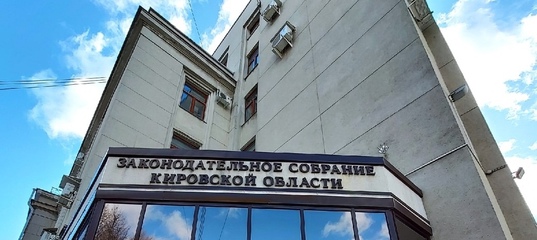 ЗАКОНОДАТЕЛЬНОЕ СОБРАНИЕ
КИРОВСКОЙ ОБЛАСТИ